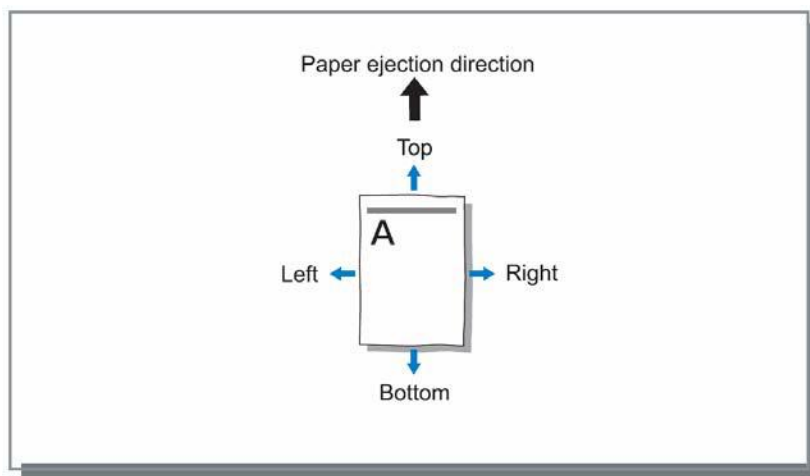 Paper ejection direction
Top
A
Left
Right
Bottom